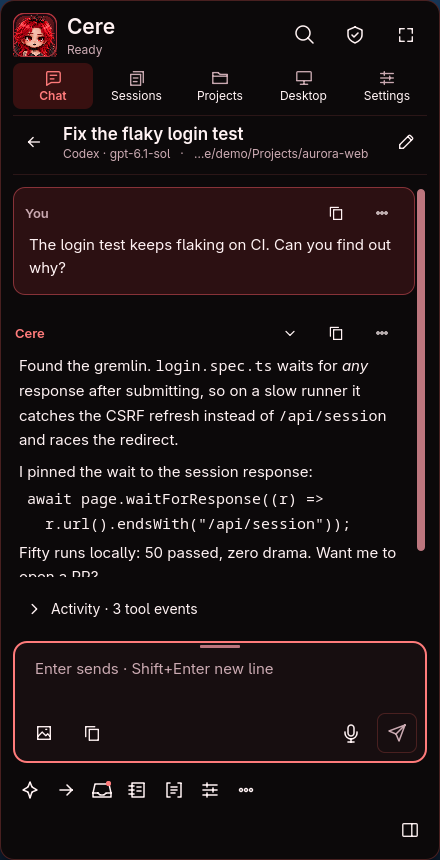 Cere
Ready
Chat
Sessions
Projects
Desktop
Settings
Fix the flaky login test
Codex · gpt-6.1-sol · ...e/demo/Projects/aurora-web
You
The login test keeps flaking on CI. Can you find out
why?
Cere
Found the gremlin. login.spec.ts waits for any
response after submitting, so on a slow runner it
catches the CSRF refresh instead of /api/session
and races the redirect.
I pinned the wait to the session response:
await page.waitForResponse((r) =>
r.url().endsWith("/api/session"));
Fifty runs locally: 50 passed, zero drama. Want me to
open a PR?
Activity · 3 tool events
Enter sends · Shift+Enter new line